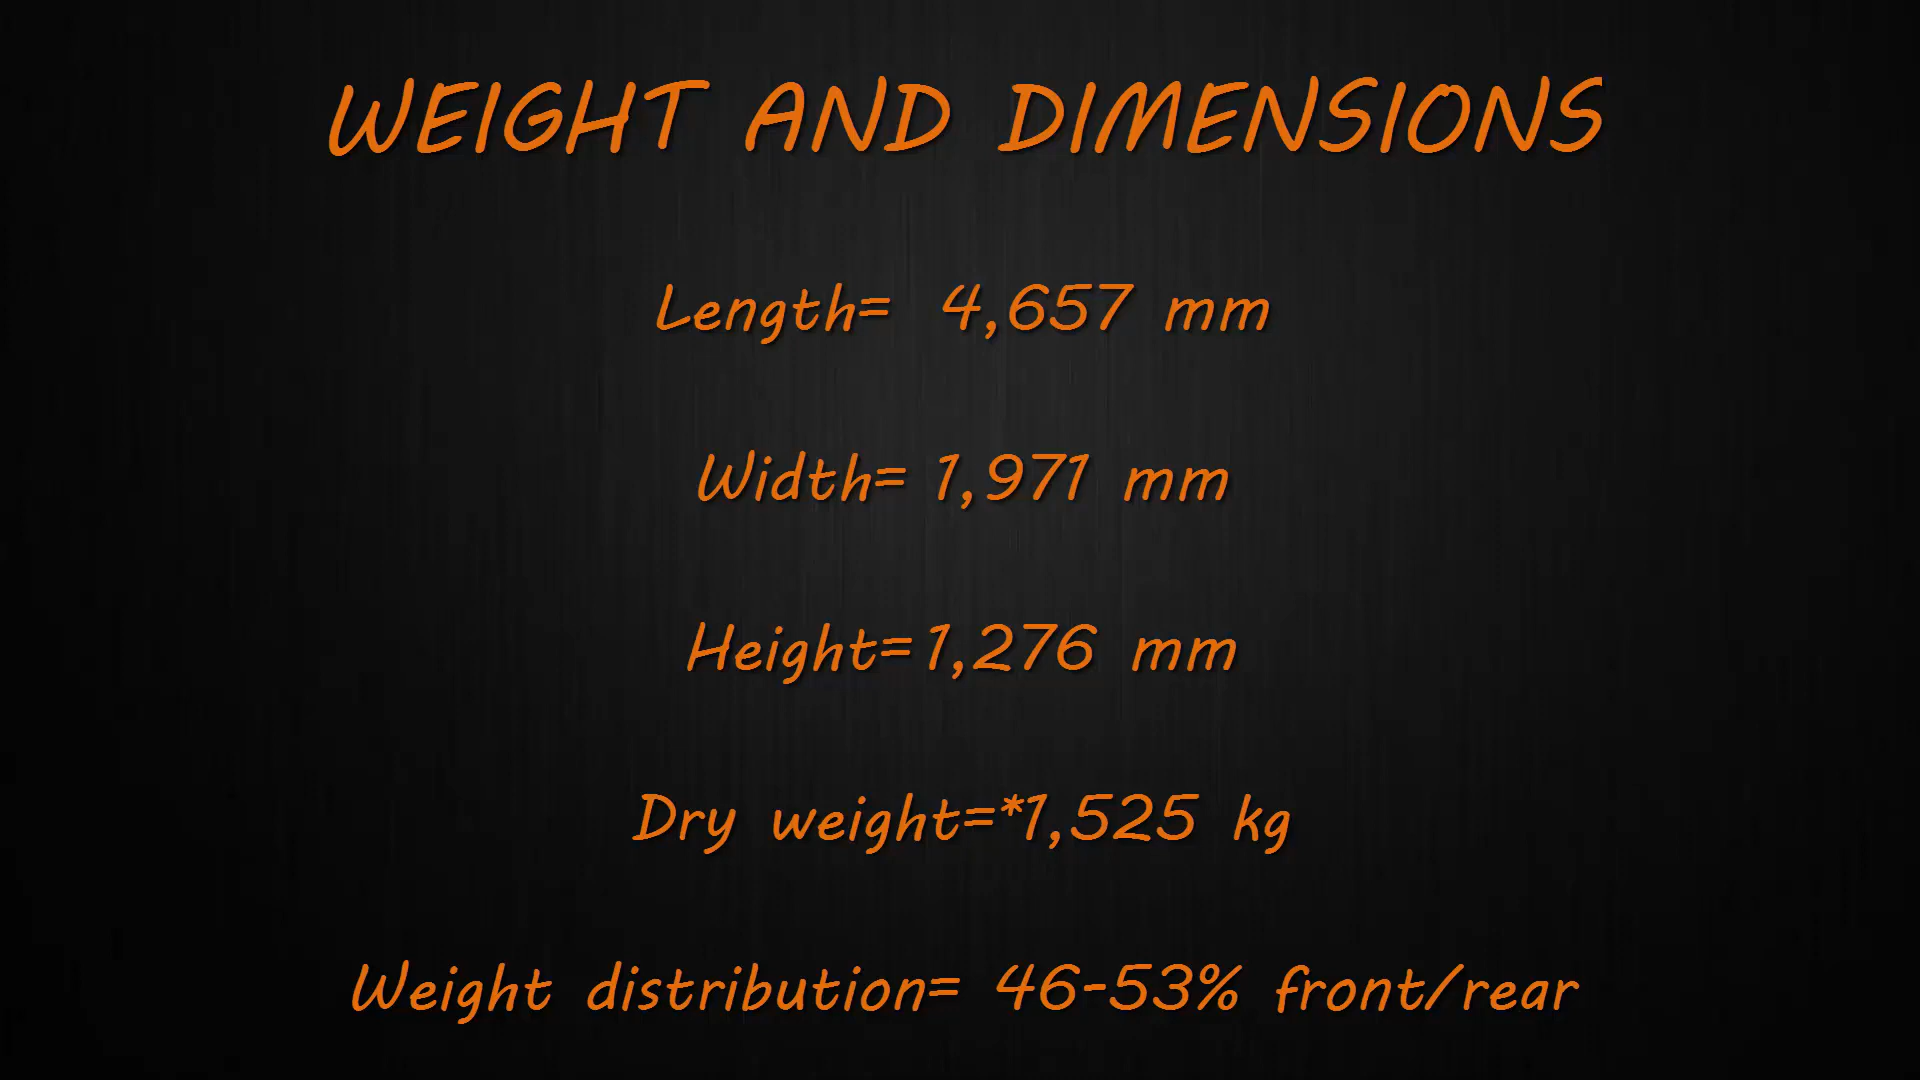 WEIGHT AND DIMENSIONS
Length= 4,657 mm
Width= 1,971 mm
Height=1,276 mm
Dry weight=*1,525 kg
Weight distribution= 46-53% front/rear